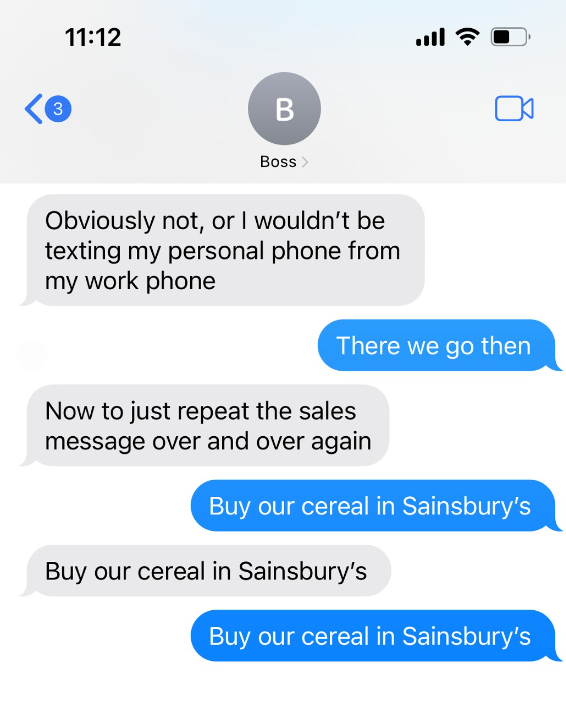 11:12
3
B
Boss
Obviously not, or I wouldn’t be
texting my personal phone from
my work phone
There we go then
Now to just repeat the sales
message over and over again
Buy our cereal in Sainsbury’s
Buy our cereal in Sainsbury’s
Buy our cereal in Sainsbury’s